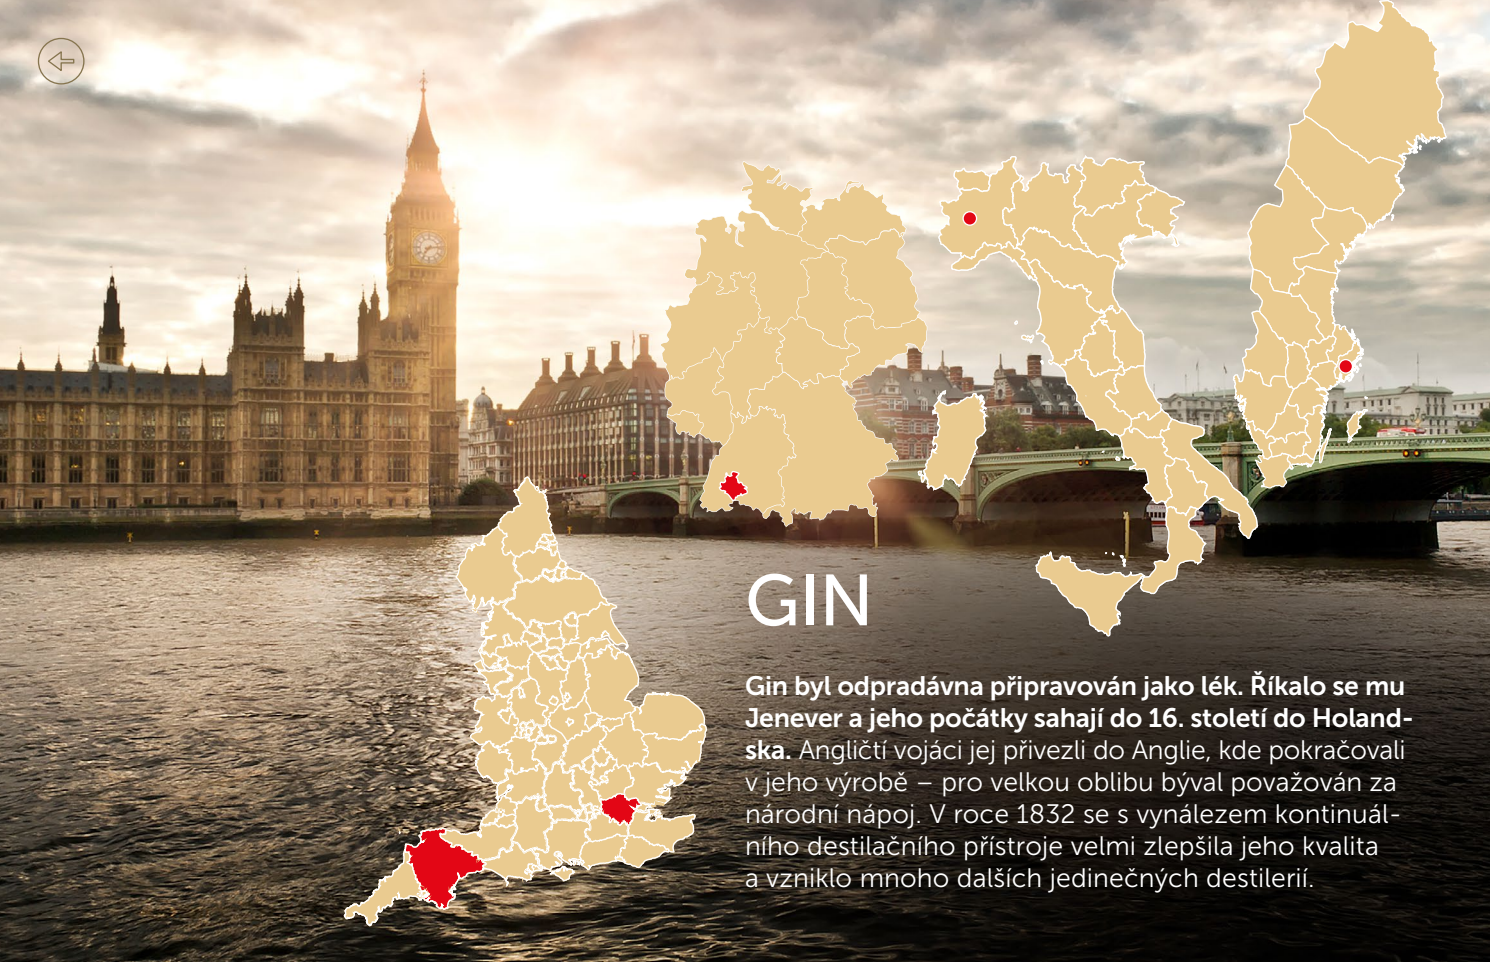 GIN
Gin byl odpradávna připravován jako lék. Říkalo se mu
Jenever a jeho počátky sahají do 16. století do Holand-
ska. Angličtí vojáci jej přivezli do Anglie, kde pokračovali
v jeho výrobě – pro velkou oblibu býval považován za
národní nápoj. V roce 1832 se s vynálezem kontinuál-
ního destilačního přístroje velmi zlepšila jeho kvalita
a vzniklo mnoho dalších jedinečných destilerií.